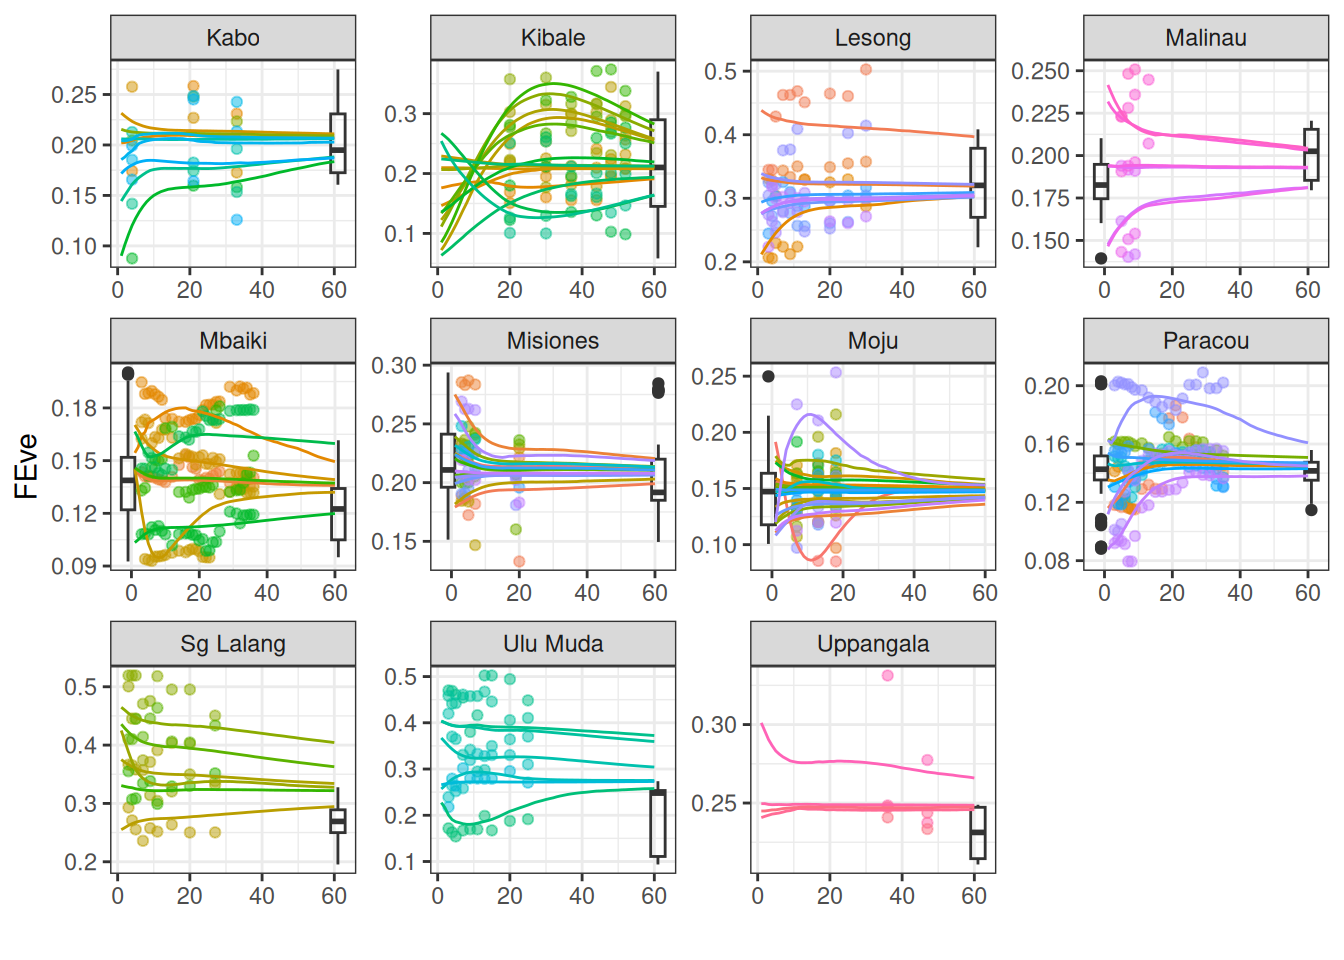 Kabo Kibale Lesong Malinau
0.25 0.20 0.15 0.10
0.3 0.2 0.1
0.5 0.4 0.3 0.2
0.250 0.225 0.200 0.175 0.150
0 20 40 60 0 20 40 60 0 20 40 60 0 20 40 60
Mbaiki Misiones Moju Paracou
FEve
0.18 0.15 0.12 0.09
0.30 0.25 0.20 0.15
0.25 0.20 0.15 0.10
0.20 0.16 0.12 0.08
0 20 40 60 0 20 40 60 0 20 40 60 0 20 40 60
Sg Lalang Ulu Muda Uppangala
0.5 0.4 0.3 0.2
0.5 0.4 0.3 0.2 0.1
0.30 0.25
0 20 40 60 0 20 40 60 0 20 40 60